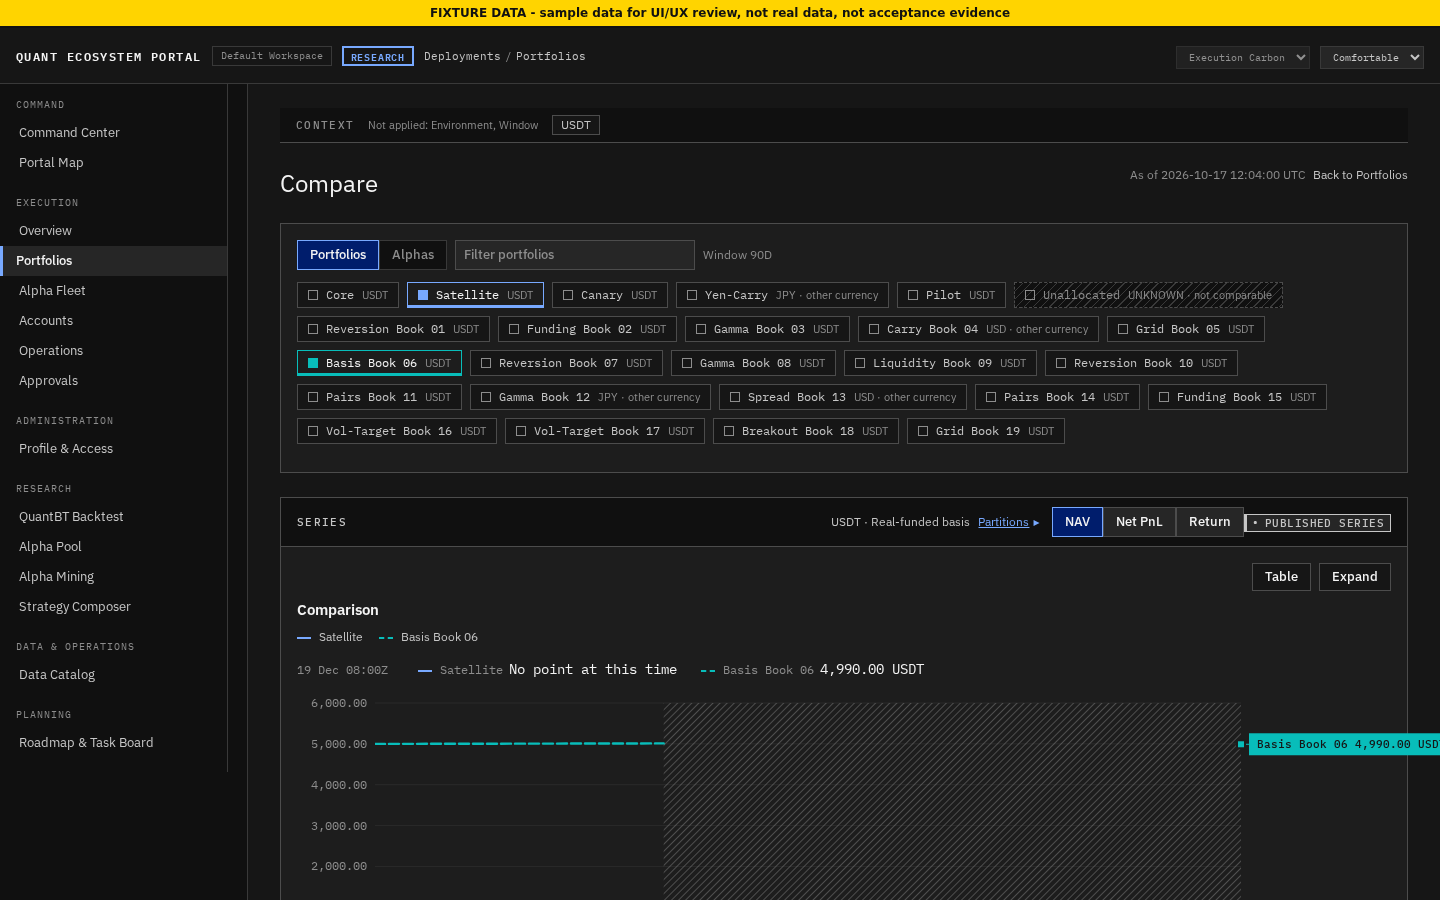 FIXTURE DATA - sample data for UI/UX review, not real data, not acceptance evidence
QUANT ECOSYSTEM PORTAL Default Workspace RESEARCH Deployments / Portfolios Execution Carbon Comfortable
COMMAND
Command Center
Portal Map
EXECUTION
Overview
Portfolios
Alpha Fleet
Accounts
Operations
Approvals
ADMINISTRATION
Profile & Access
RESEARCH
QuantBT Backtest
Alpha Pool
Alpha Mining
Strategy Composer
DATA & OPERATIONS
Data Catalog
PLANNING
Roadmap & Task Board
CONTEXT Not applied: Environment, Window USDT
Compare
As of 2026-10-17 12:04:00 UTC Back to Portfolios
Portfolios Alphas Filter portfolios Window 90D
Core USDT Satellite USDT Canary USDT Yen-Carry JPY · other currency Pilot USDT Unallocated UNKNOWN · not comparable
Reversion Book 01 USDT Funding Book 02 USDT Gamma Book 03 USDT Carry Book 04 USD · other currency Grid Book 05 USDT
Basis Book 06 USDT Reversion Book 07 USDT Gamma Book 08 USDT Liquidity Book 09 USDT Reversion Book 10 USDT
Pairs Book 11 USDT Gamma Book 12 JPY · other currency Spread Book 13 USD · other currency Pairs Book 14 USDT Funding Book 15 USDT
Vol-Target Book 16 USDT Vol-Target Book 17 USDT Breakout Book 18 USDT Grid Book 19 USDT
SERIES USDT · Real-funded basis Partitions ▸ NAV Net PnL Return • PUBLISHED SERIES
Table Expand
Comparison
Satellite Basis Book 06
19 Dec 08:00Z Satellite No point at this time Basis Book 06 4,990.00 USDT
6,000.00
5,000.00
Basis Book 06 4,990.00 USD
4,000.00
3,000.00
2,000.00